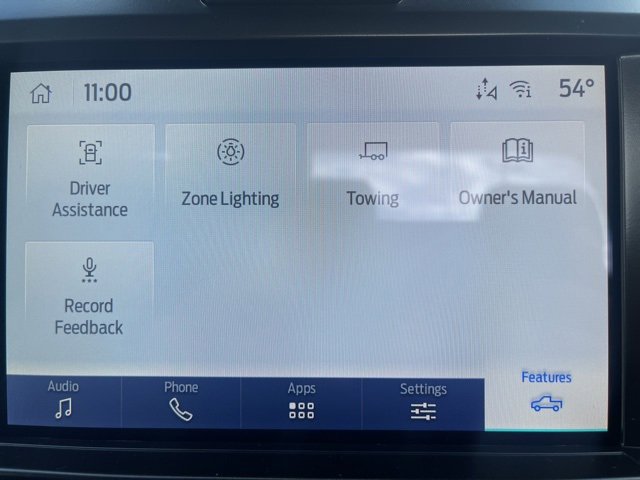 11:00 54°
Driver
Assistance
Zone Lighting
Towing
Owner's Manual
Record
Feedback
Audio
Phone
Apps
Settings
Features